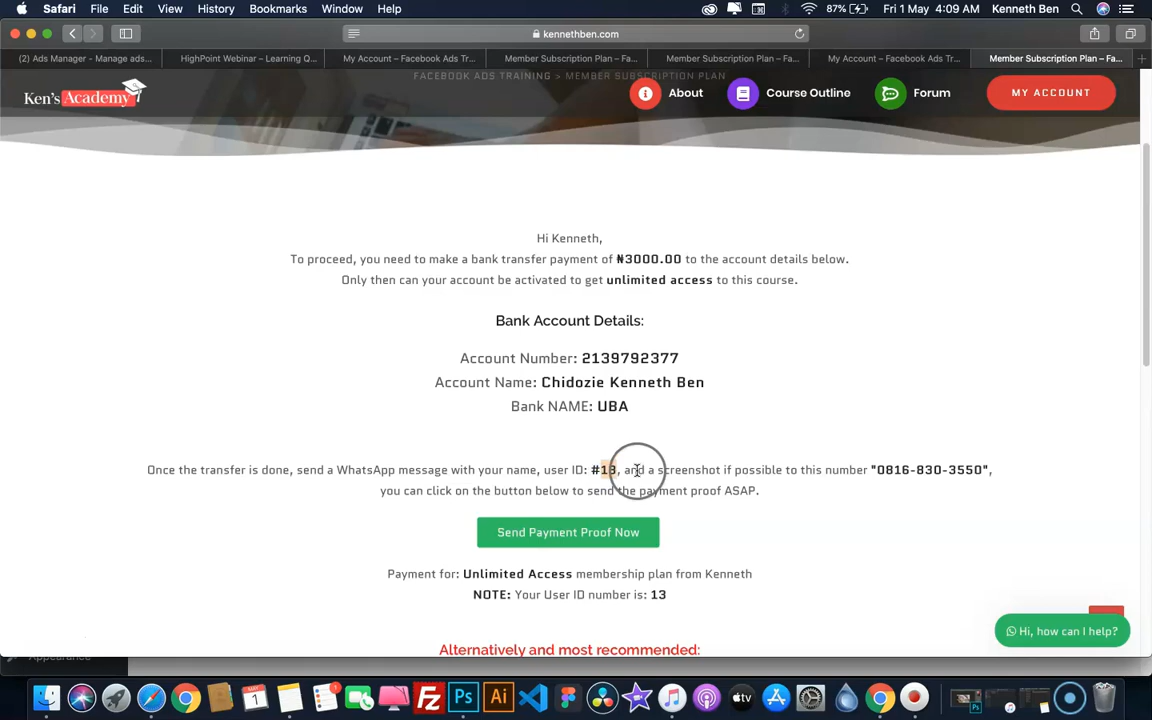 Safari File Edit View History Bookmarks Window Help 87% Fri 1 May 4:09 AM Kenneth Ben
kennethben.com
(2) Ads Manager - Manage ads... HighPoint Webinar – Learning Q... My Account – Facebook Ads Tr... Member Subscription Plan – Fa... Member Subscription Plan – Fa... My Account – Facebook Ads Tr... Member Subscription Plan – Fa...
FACEBOOK ADS TRAINING > MEMBER SUBSCRIPTION PLAN
Ken's Academy About Course Outline Forum MY ACCOUNT
Hi Kenneth,
To proceed, you need to make a bank transfer payment of ₦3000.00 to the account details below.
Only then can your account be activated to get unlimited access to this course.
Bank Account Details:
Account Number: 2139792377
Account Name: Chidozie Kenneth Ben
Bank NAME: UBA
Once the transfer is done, send a WhatsApp message with your name, user ID: #13, and a screenshot if possible to this number "0816-830-3550",
you can click on the button below to send the payment proof ASAP.
Send Payment Proof Now
Payment for: Unlimited Access membership plan from Kenneth
NOTE: Your User ID number is: 13
Hi, how can I help?
Alternatively and most recommended:
Appearance